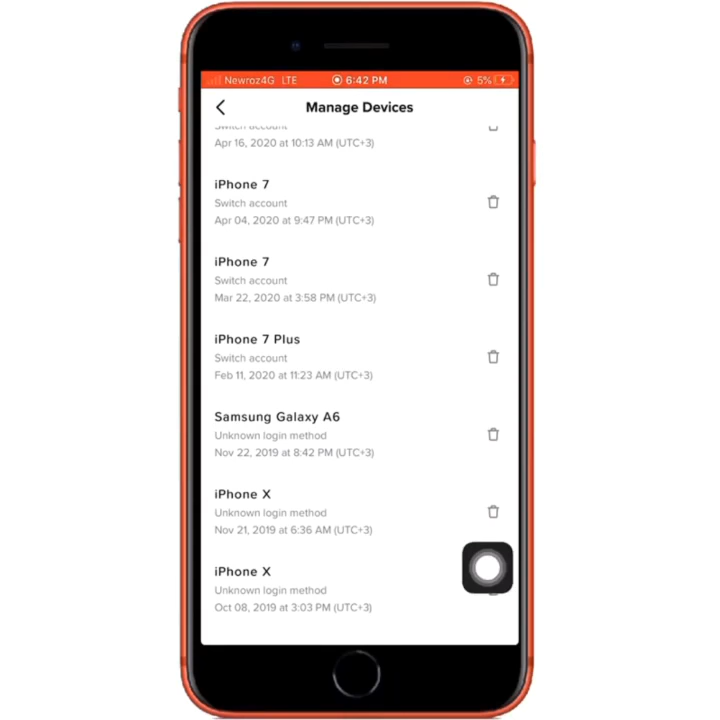 Newroz4G LTE 6:42 PM 5%
Manage Devices
Switch account
Apr 16, 2020 at 10:13 AM (UTC+3)
iPhone 7
Switch account
Apr 04, 2020 at 9:47 PM (UTC+3)
iPhone 7
Switch account
Mar 22, 2020 at 3:58 PM (UTC+3)
iPhone 7 Plus
Switch account
Feb 11, 2020 at 11:23 AM (UTC+3)
Samsung Galaxy A6
Unknown login method
Nov 22, 2019 at 8:42 PM (UTC+3)
iPhone X
Unknown login method
Nov 21, 2019 at 6:36 AM (UTC+3)
iPhone X
Unknown login method
Oct 08, 2019 at 3:03 PM (UTC+3)